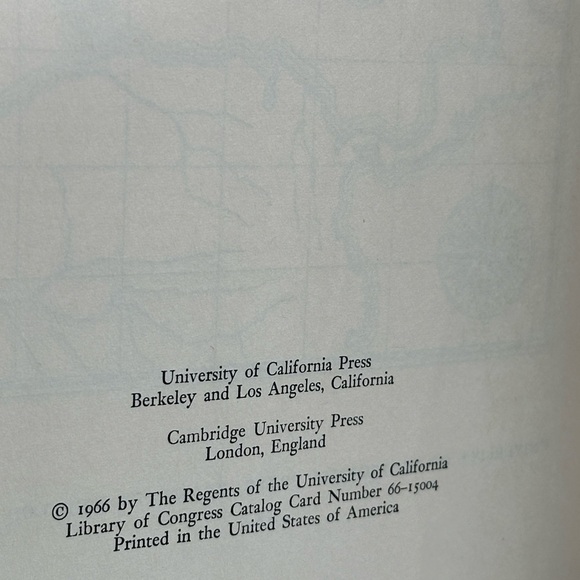 University of California Press
Berkeley and Los Angeles, California
Cambridge University Press
London, England
© 1966 by The Regents of the University of California
Library of Congress Catalog Card Number 66–15004
Printed in the United States of America